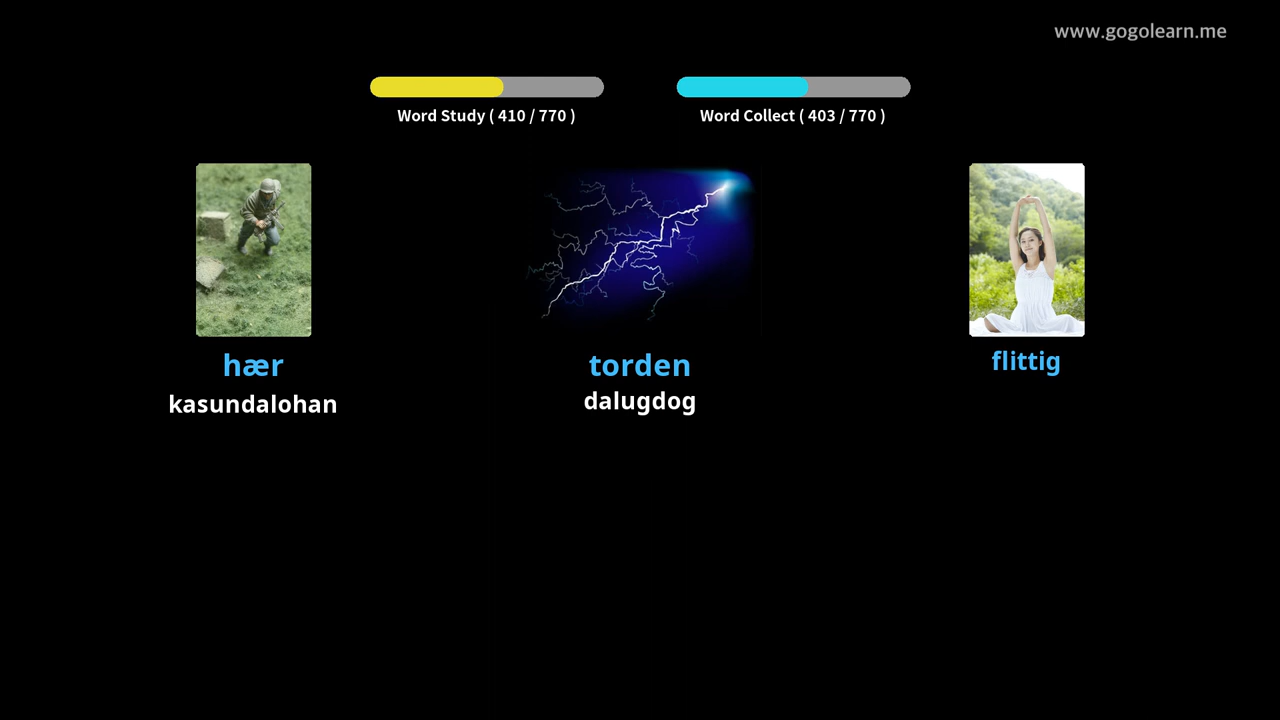 www.gogolearn.me
Word Study ( 410 / 770 )
Word Collect ( 403 / 770 )
hær
torden
flittig
kasundalohan
dalugdog